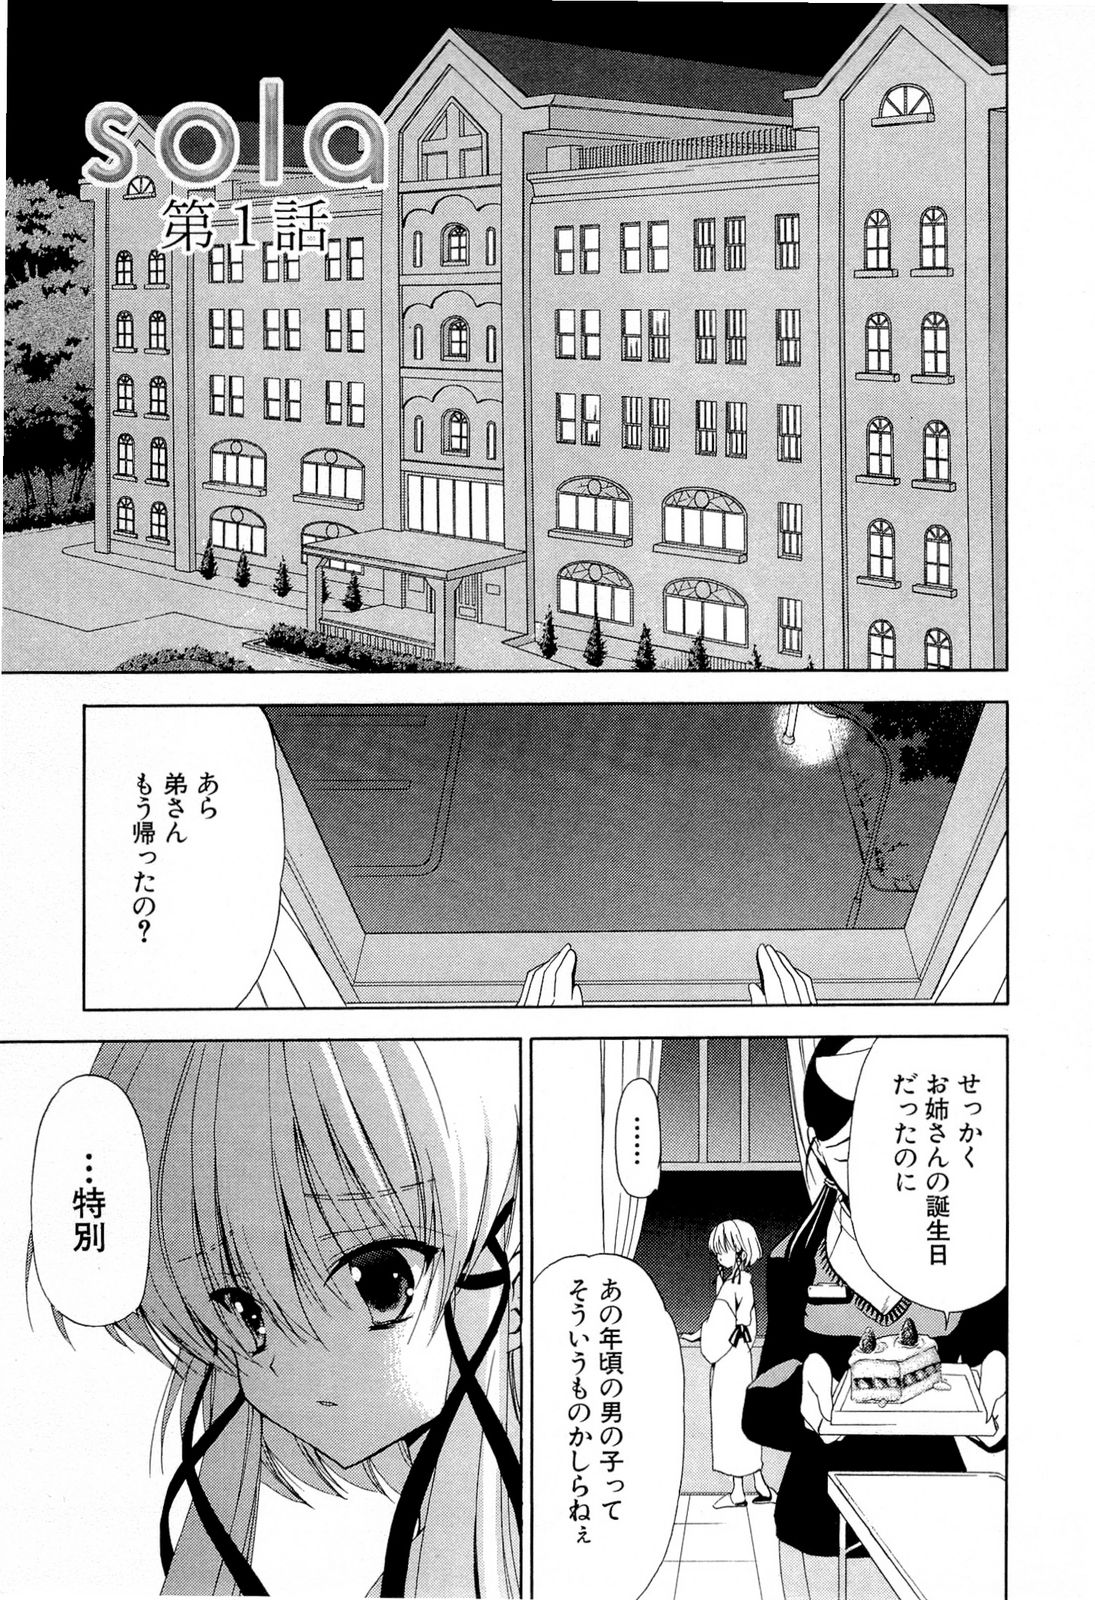 sola
第1話
あら
弟さん
もう帰ったの?
せっかく
お姉さんの誕生日
だったのに
……
あの年頃の男の子って
そういうものかしらねぇ
…特別